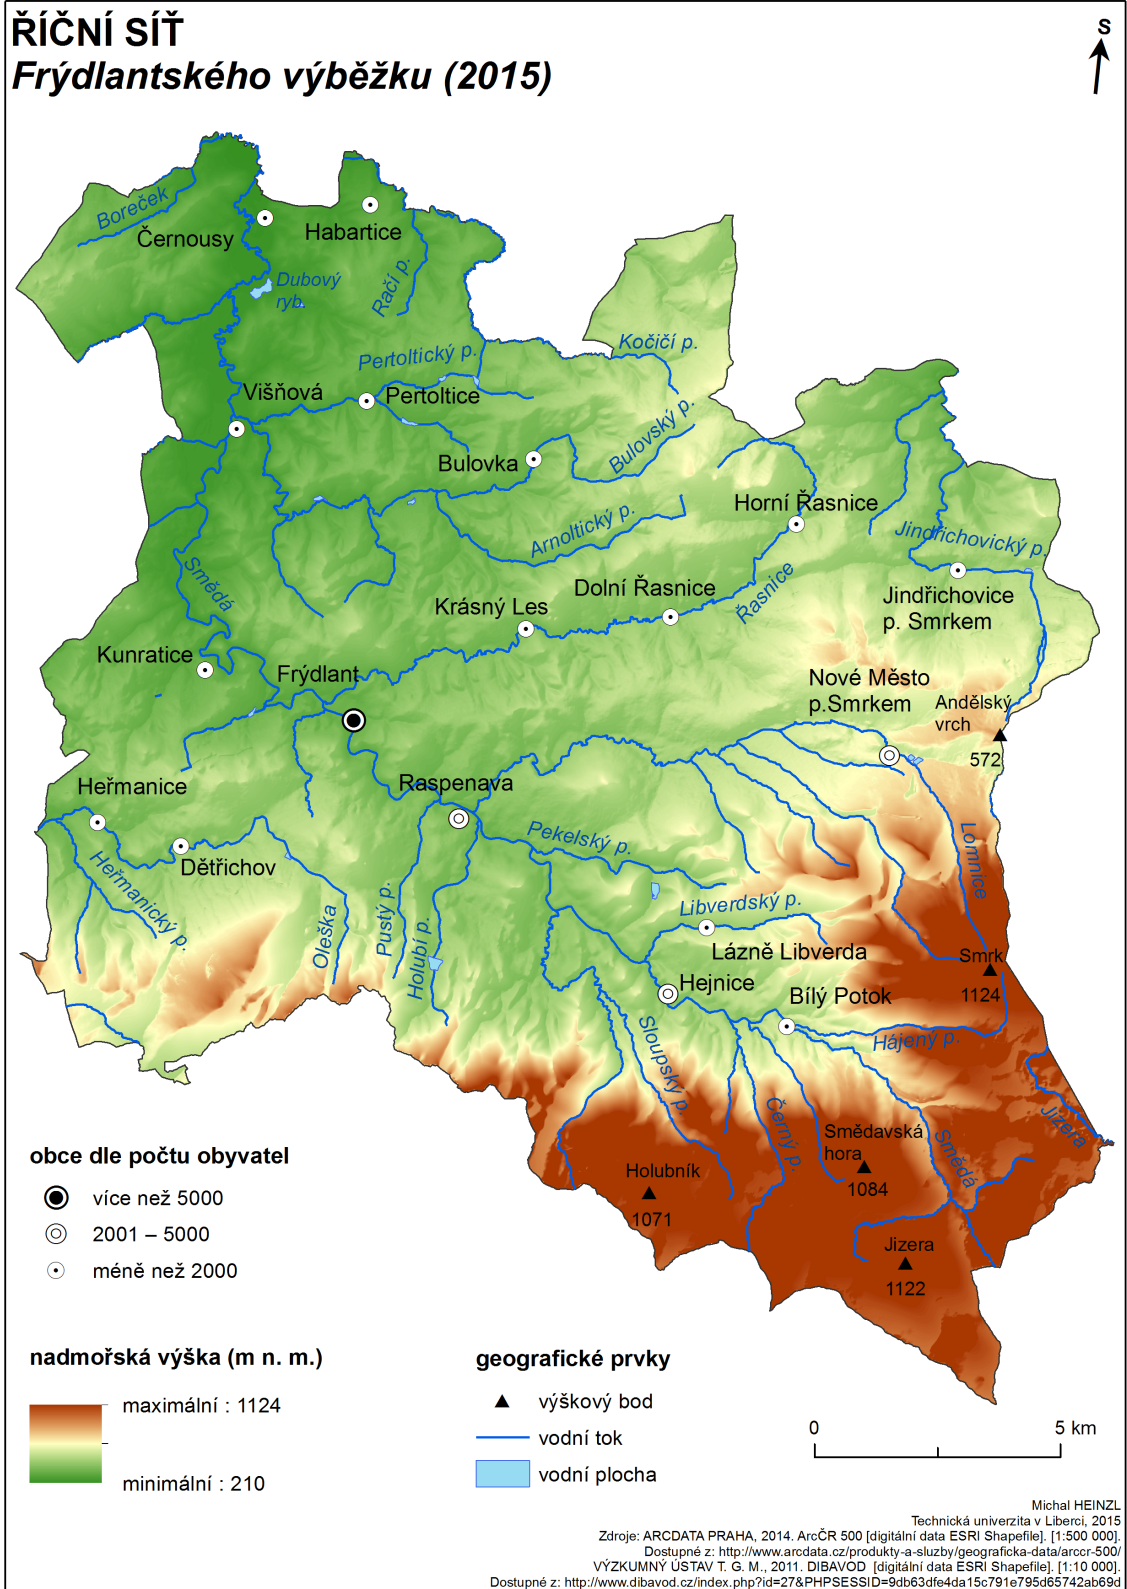 ŘÍČNÍ SÍŤ
Frýdlantského výběžku (2015)
S
Boreček
Černousy
Habartice
Dubový
ryb.
Račí p.
Kočičí p.
Pertoltický p.
Višňová
Pertoltice
Bulovský p.
Bulovka
Horní Řasnice
Arnoltický p.
Jindřichovický p.
Smědá
Dolní Řasnice
Řasnice
Krásný Les
Jindřichovice
p. Smrkem
Kunratice
Frýdlant
Nové Město
p.Smrkem
Andělský
vrch
572
Heřmanice
Raspenava
Pekelský p.
Lomnice
Dětřichov
Heřmanický p.
Libverdský p.
Oleška
Pustý p.
Holubí p.
Lázně Libverda
Smrk
1124
Hejnice
Bílý Potok
Sloupský p.
Hájený p.
Jizera
Černý p.
Smědavská
hora
1084
Smědá
Holubník
1071
Jizera
1122
obce dle počtu obyvatel
více než 5000
2001 – 5000
méně než 2000
nadmořská výška (m n. m.)
maximální : 1124
minimální : 210
geografické prvky
výškový bod
vodní tok
vodní plocha
0 5 km
Michal HEINZL
Technická univerzita v Liberci, 2015
Zdroje: ARCDATA PRAHA, 2014. ArcČR 500 [digitální data ESRI Shapefile]. [1:500 000].
Dostupné z: http://www.arcdata.cz/produkty-a-sluzby/geograficka-data/arccr-500/
VÝZKUMNÝ ÚSTAV T. G. M., 2011. DIBAVOD [digitální data ESRI Shapefile]. [1:10 000].
Dostupné z: http://www.dibavod.cz/index.php?id=27&PHPSESSID=9db63dfe4da15c791e795d65742ab69d